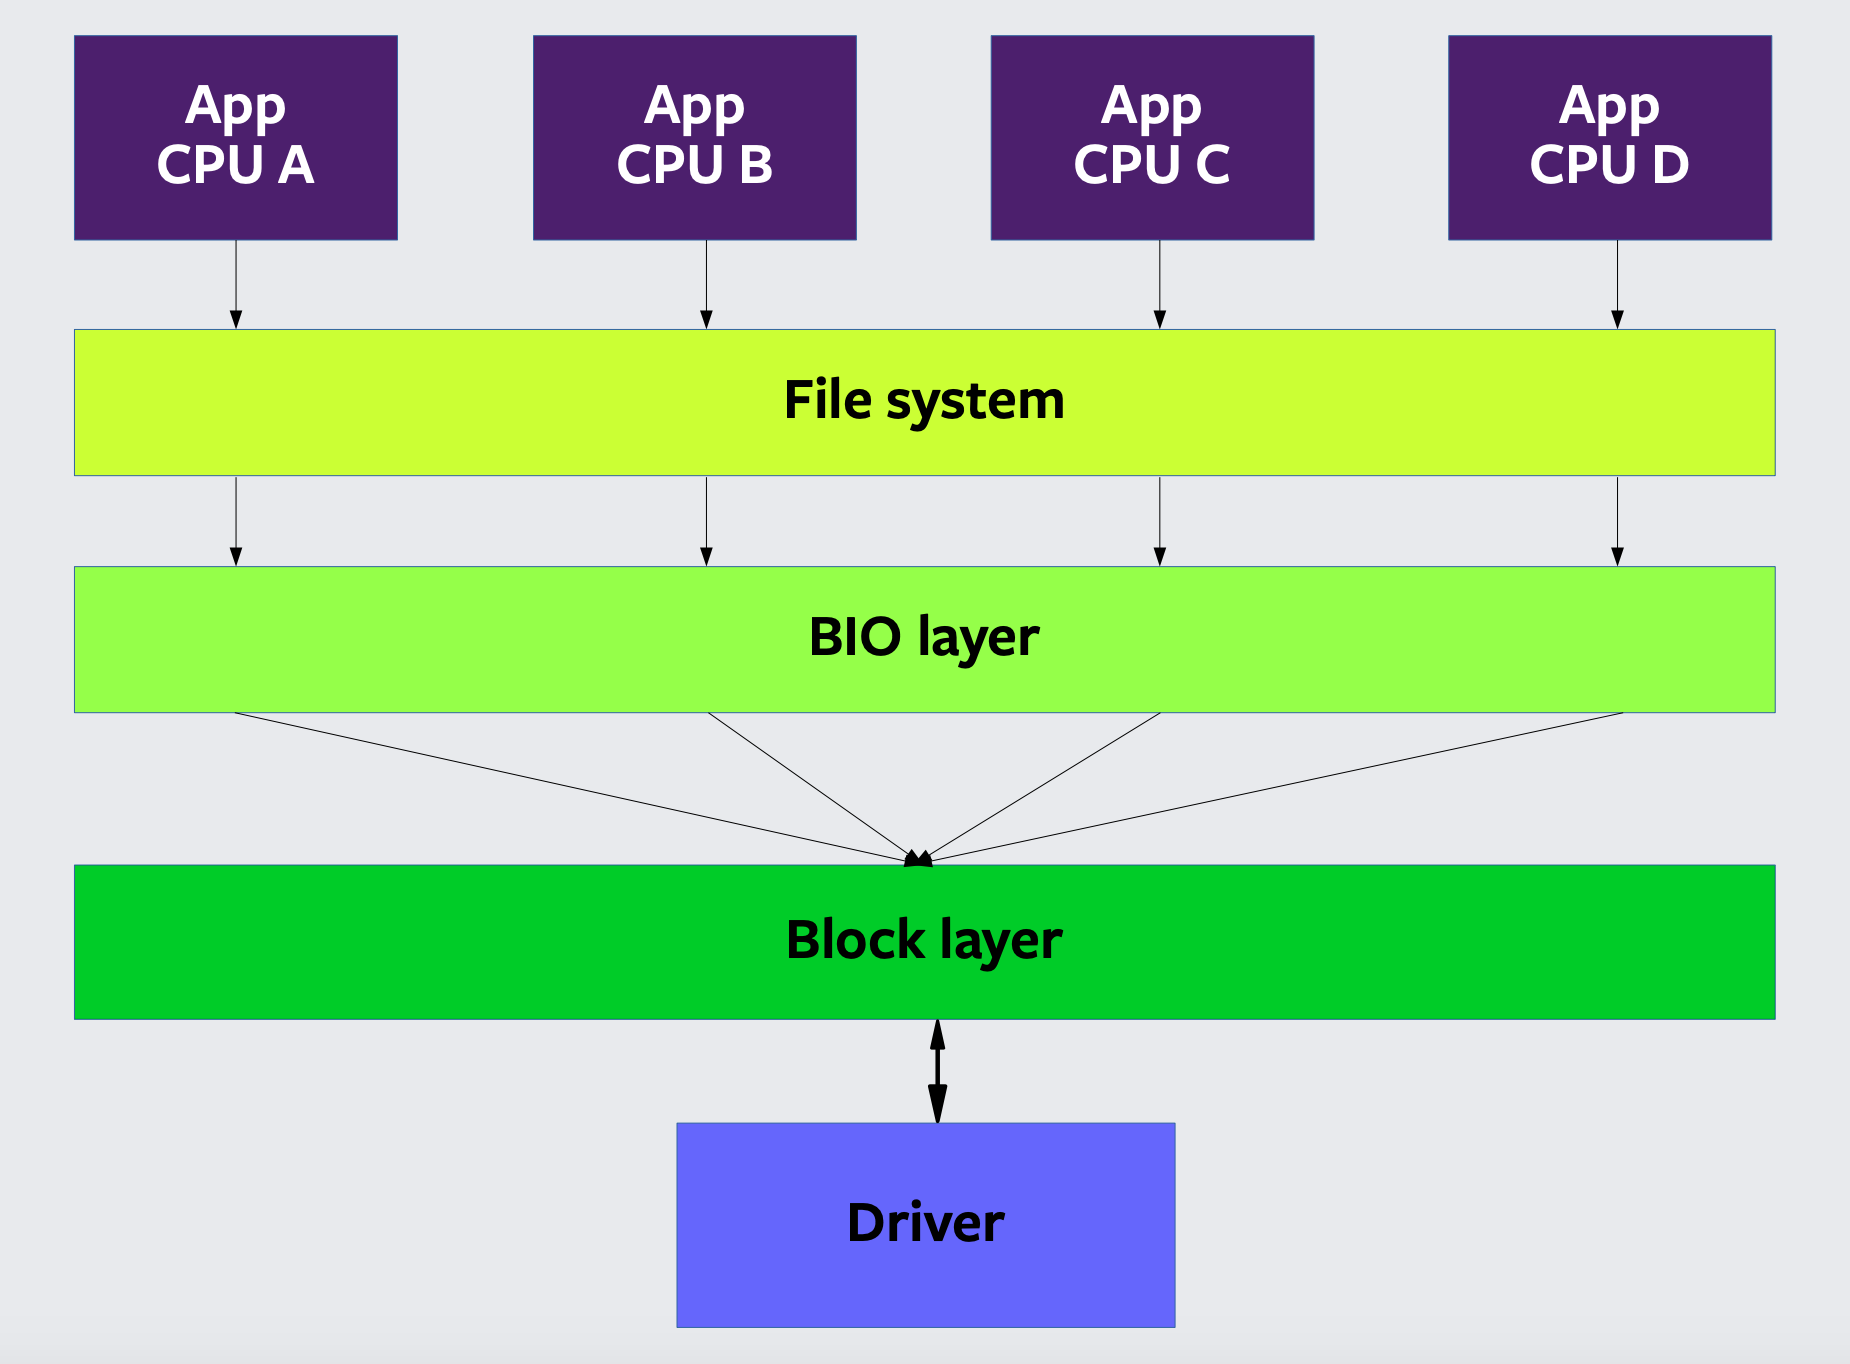 App
CPU A
App
CPU B
App
CPU C
App
CPU D
File system
BIO layer
Block layer
Driver